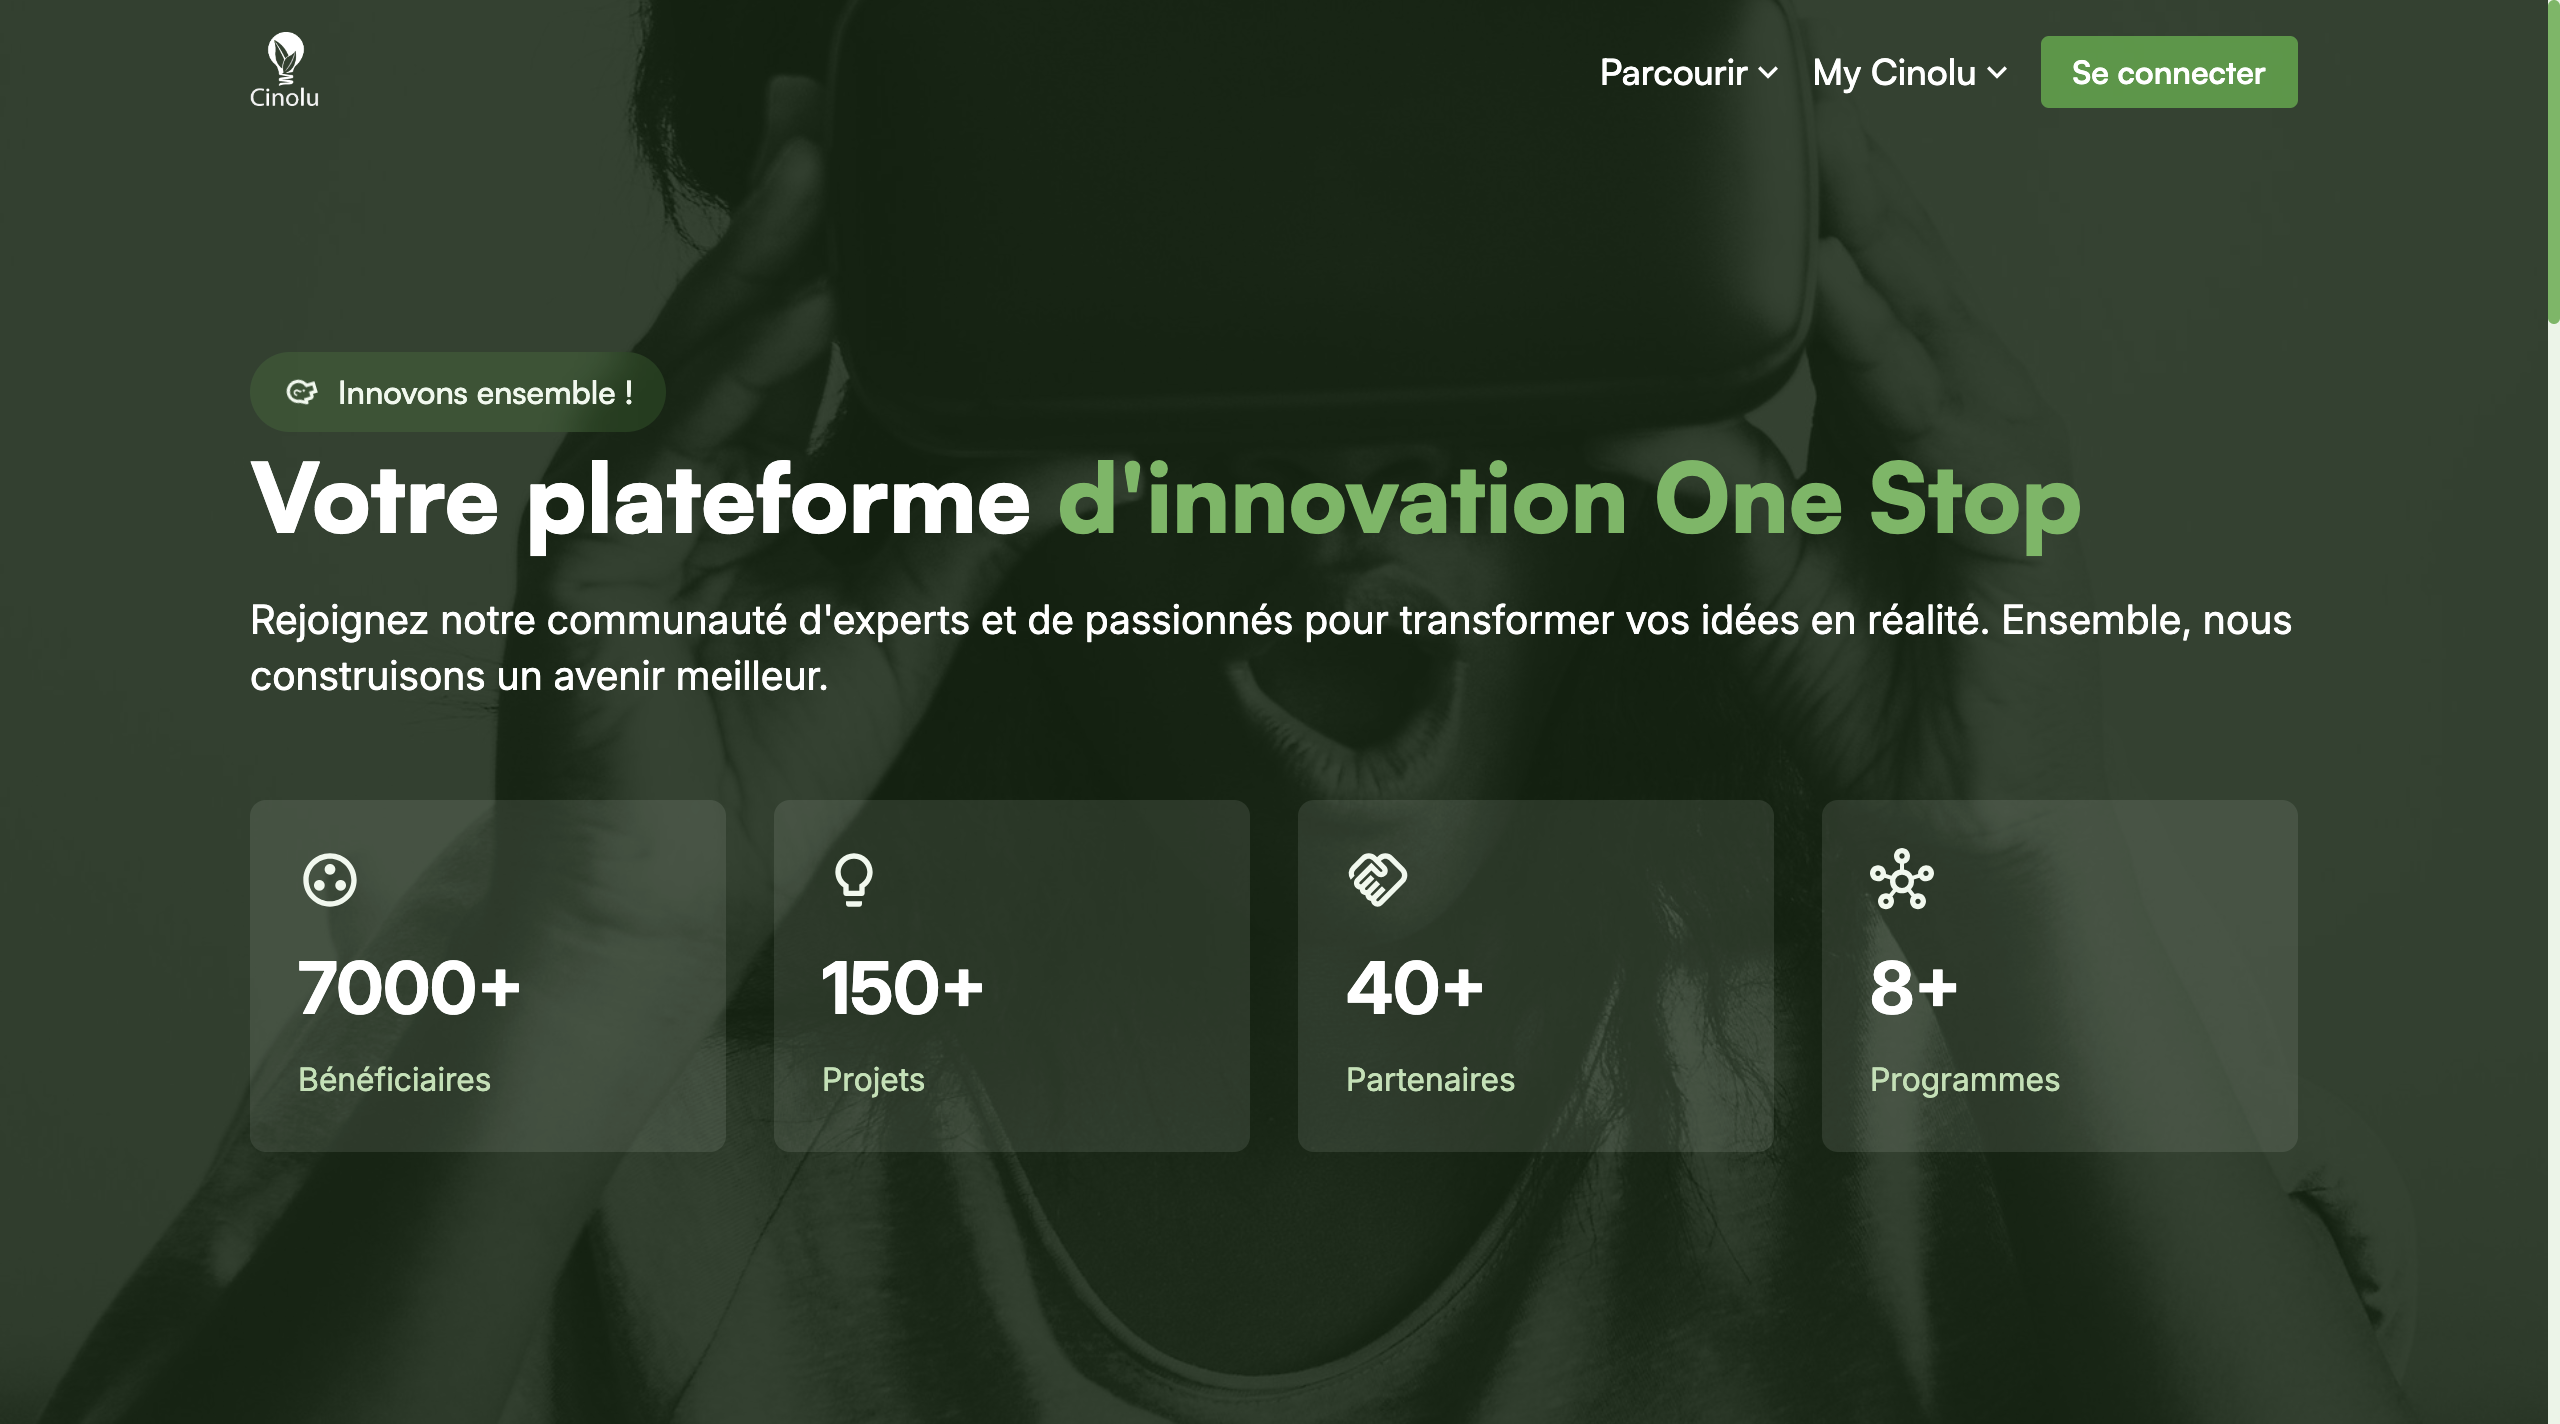 Cinolu
Parcourir
My Cinolu
Se connecter
Innovons ensemble !
Votre plateforme d'innovation One Stop
Rejoignez notre communauté d'experts et de passionnés pour transformer vos idées en réalité. Ensemble, nous
construisons un avenir meilleur.
7000+
Bénéficiaires
150+
Projets
40+
Partenaires
8+
Programmes